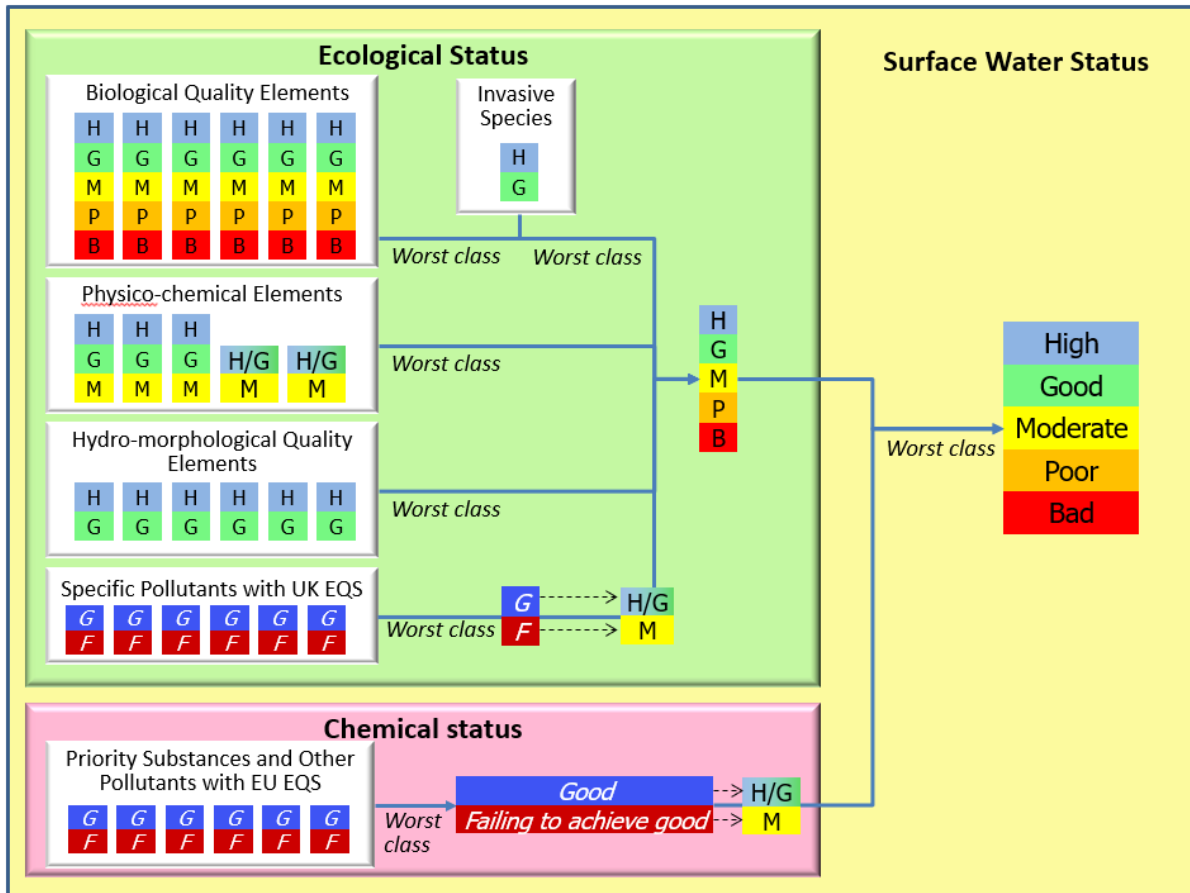 Ecological Status
Surface Water Status
Biological Quality Elements
H H H H H H
G G G G G G
M M M M M M
P P P P P P
B B B B B B
Invasive
Species
H
G
Worst class
Worst class
Physico-chemical Elements
H H H
G G G H/G H/G
M M M M M
Worst class
Hydro-morphological Quality
Elements
H H H H H H
G G G G G G
Worst class
Specific Pollutants with UK EQS
G G G G G G
F F F F F F
Worst class
G
F
H/G
M
H
G
M
P
B
Worst class
High
Good
Moderate
Poor
Bad
Chemical status
Priority Substances and Other
Pollutants with EU EQS
G G G G G G
F F F F F F
Worst
class
Good
Failing to achieve good
H/G
M